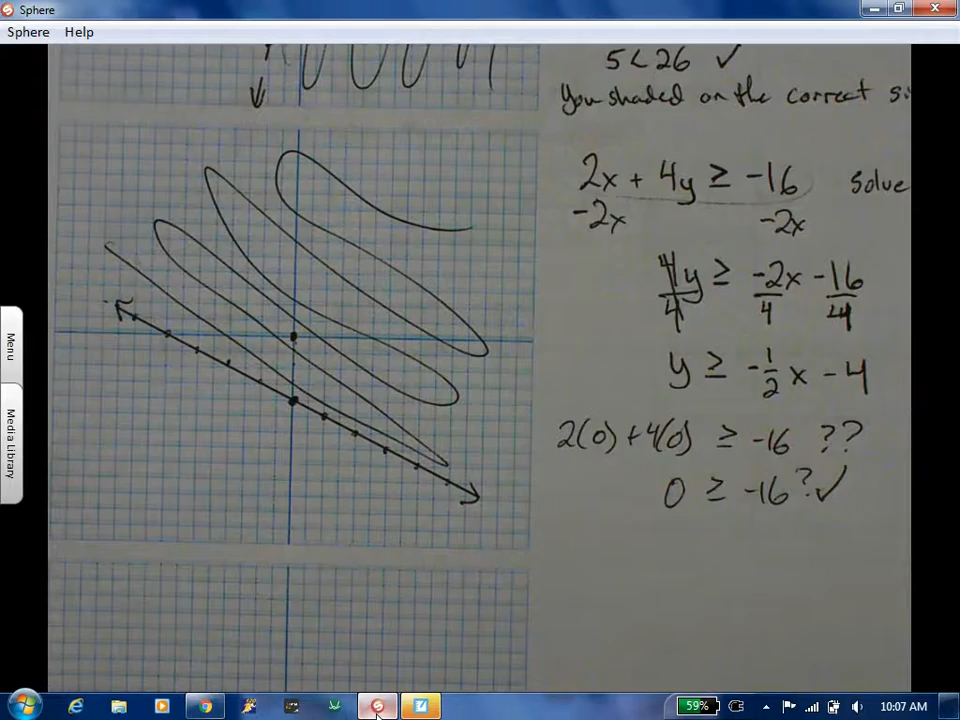 Sphere
Sphere Help
5 < 26 ✓
You shaded on the correct
2x + 4y ≥ -16 solve
-2x -2x
4y ≥ -2x - 16
4 4 4
y ≥ -1/2 x - 4
2(0) + 4(0) ≥ -16 ??
0 ≥ -16 ? ✓
Menu
Media Library
59%
10:07 AM